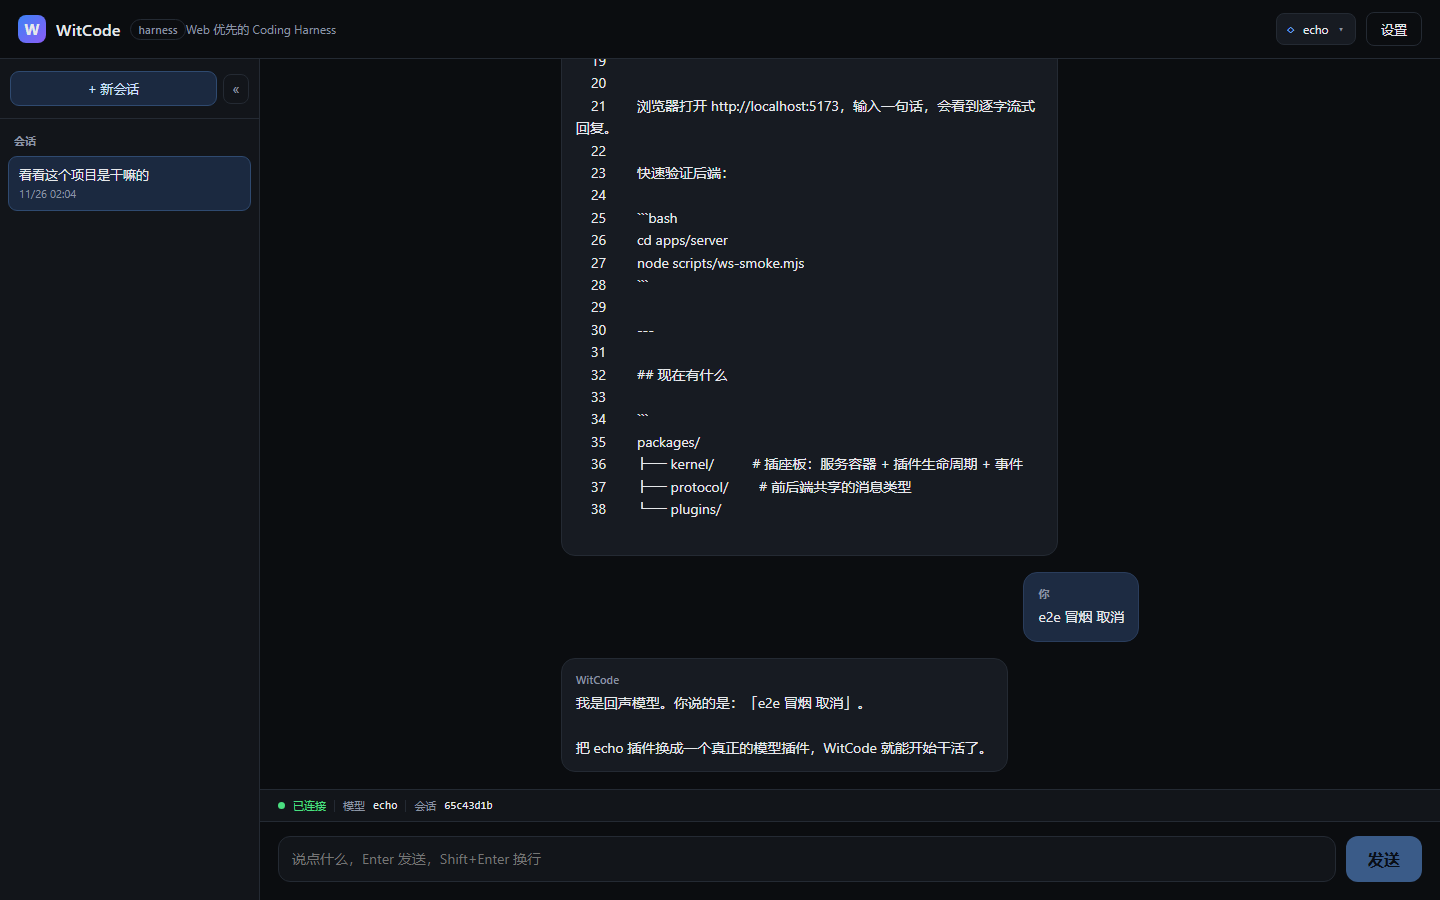 W WitCode harness Web 优先的 Coding Harness
◇ echo
设置
+ 新会话
«
会话
看看这个项目是干嘛的
11/26 02:04
19
20
21 浏览器打开 http://localhost:5173，输入一句话，会看到逐字流式
回复。
22
23 快速验证后端：
24
25 ```bash
26 cd apps/server
27 node scripts/ws-smoke.mjs
28 ```
29
30 ---
31
32 ## 现在有什么
33
34 ```
35 packages/
36 ├── kernel/ # 插座板：服务容器 + 插件生命周期 + 事件
37 ├── protocol/ # 前后端共享的消息类型
38 └── plugins/
你
e2e 冒烟 取消
WitCode
我是回声模型。你说的是：「e2e 冒烟 取消」。
把 echo 插件换成一个真正的模型插件，WitCode 就能开始干活了。
已连接 模型 echo 会话 65c43d1b
说点什么，Enter 发送，Shift+Enter 换行
发送